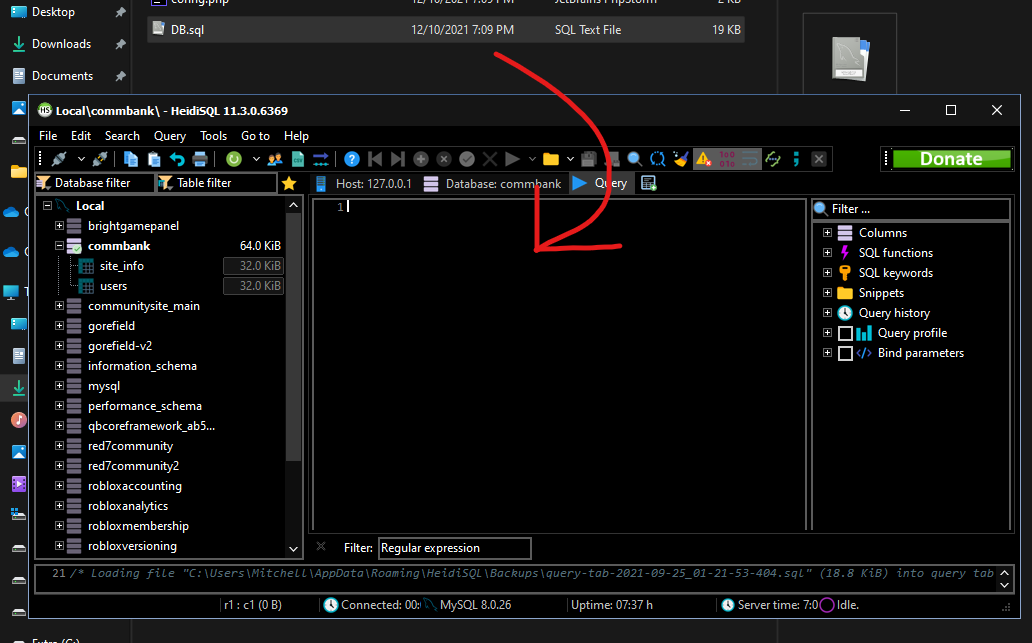 Desktop
config.php 12/10/2021 7:09 PM JetBrains PhpStorm 2 KB
DB.sql 12/10/2021 7:09 PM SQL Text File 19 KB
Downloads
Documents
HS Local\commbank\ - HeidiSQL 11.3.0.6369
File Edit Search Query Tools Go to Help
Donate
Database filter Table filter
Host: 127.0.0.1 Database: commbank Query
Local
brightgamepanel
commbank 64.0 KiB
site_info 32.0 KiB
users 32.0 KiB
communitysite_main
gorefield
gorefield-v2
information_schema
mysql
performance_schema
qbcoreframework_ab5...
red7community
red7community2
robloxaccounting
robloxanalytics
robloxmembership
robloxversioning
1
Filter ...
Columns
SQL functions
SQL keywords
Snippets
Query history
Query profile
Bind parameters
Filter: Regular expression
21 /* Loading file "C:\Users\Mitchell\AppData\Roaming\HeidiSQL\Backups\query-tab-2021-09-25_01-21-53-404.sql" (18.8 KiB) into query tab
r1 : c1 (0 B) Connected: 00: MySQL 8.0.26 Uptime: 07:37 h Server time: 7:0 Idle.